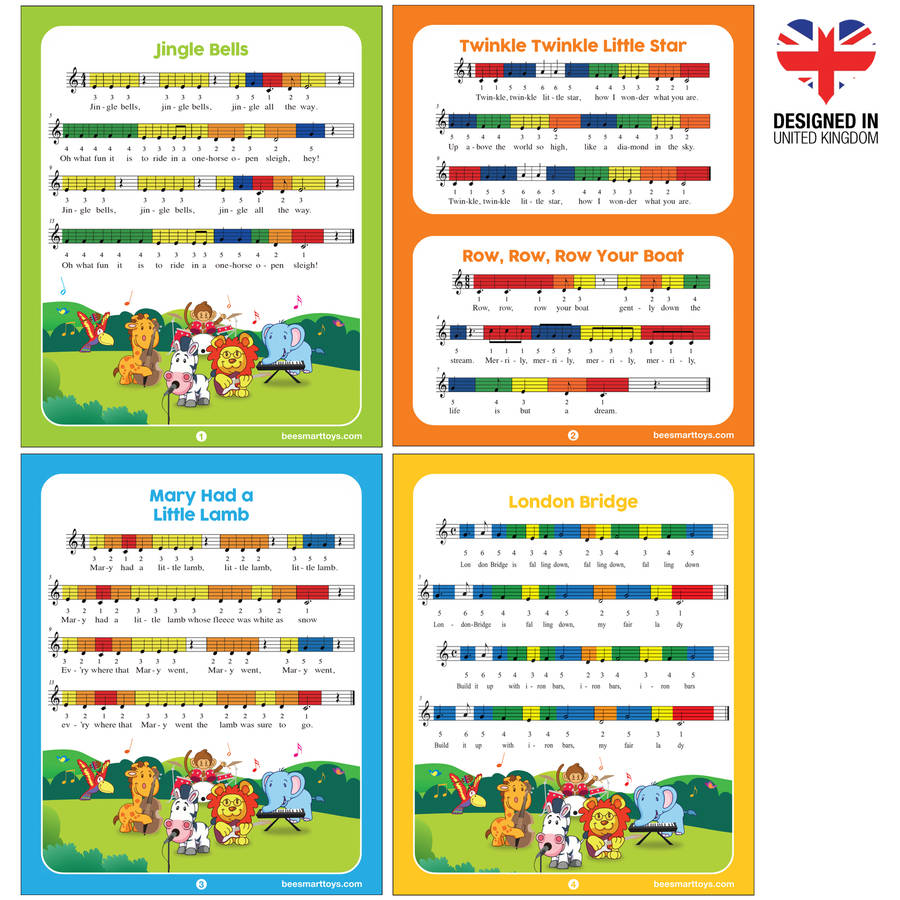 Jingle Bells
4
4
3 3 3 3 3 3 3 5 1 2 3
Jin-gle bells, jin-gle bells, jin-gle all the way.
5
4 4 4 4 4 3 3 3 3 2 2 3 2 5
Oh what fun it is to ride in a one-horse o - pen sleigh, hey!
9
3 3 3 3 3 3 3 5 1 2 3
Jin-gle bells, jin-gle bells, jin-gle all the way.
13
4 4 4 4 4 3 3 3 3 5 5 4 2 1
Oh what fun it is to ride in a one-horse o - pen sleigh!
1
beesmarttoys.com
Twinkle Twinkle Little Star
4
4
1 1 5 5 6 6 5 4 4 3 3 2 2 1
Twin-kle, twin-kle lit-tle star, how I won-der what you are.
5
5 5 4 4 3 3 2 5 5 4 4 3 3 2
Up a-bove the world so high, like a dia-mond in the sky.
9
1 1 5 5 6 6 5 4 4 3 3 2 2 1
Twin-kle, twin-kle lit-tle star, how I won-der what you are.
Row, Row, Row Your Boat
6
8
1 1 1 2 3 3 2 3 4
Row, row, row your boat gent - ly down the
4
5 1 1 1 5 5 5 3 3 3 1 1 1
stream. Mer-ri-ly, mer-ri-ly, mer-ri-ly, mer-ri-ly,
7
5 4 3 2 1
life is but a dream.
2
beesmarttoys.com
DESIGNED IN
UNITED KINGDOM
Mary Had a
Little Lamb
4
4
3 2 1 2 3 3 3 2 2 2 3 5 5
Mar-y had a lit-tle lamb, lit-tle lamb, lit-tle lamb.
5
3 2 1 2 3 3 3 3 2 2 3 2 1
Mar-y had a lit-tle lamb whose fleece was white as snow
9
3 2 1 2 3 3 3 2 2 2 3 5 5
Ev-'ry where that Mar-y went, Mar-y went, Mar-y went,
13
3 2 1 2 3 3 3 3 2 2 3 2 1
ev-'ry where that Mar-y went the lamb was sure to go.
3
beesmarttoys.com
London Bridge
5 6 5 4 3 4 5 2 3 4 3 4 5
Lon don Bridge is fal ling down, fal ling down, fal ling down
5
5 6 5 4 3 4 5 2 5 3 1
Lon - don-Bridge is fal ling down, my fair la dy
5 6 5 4 3 4 5 2 3 4 3 4 5
Build it up with i - ron bars, i - ron bars, i - ron bars
5
5 6 5 4 3 4 5 2 5 3 1
Build it up with i - ron bars, my fair la dy
4
beesmarttoys.com